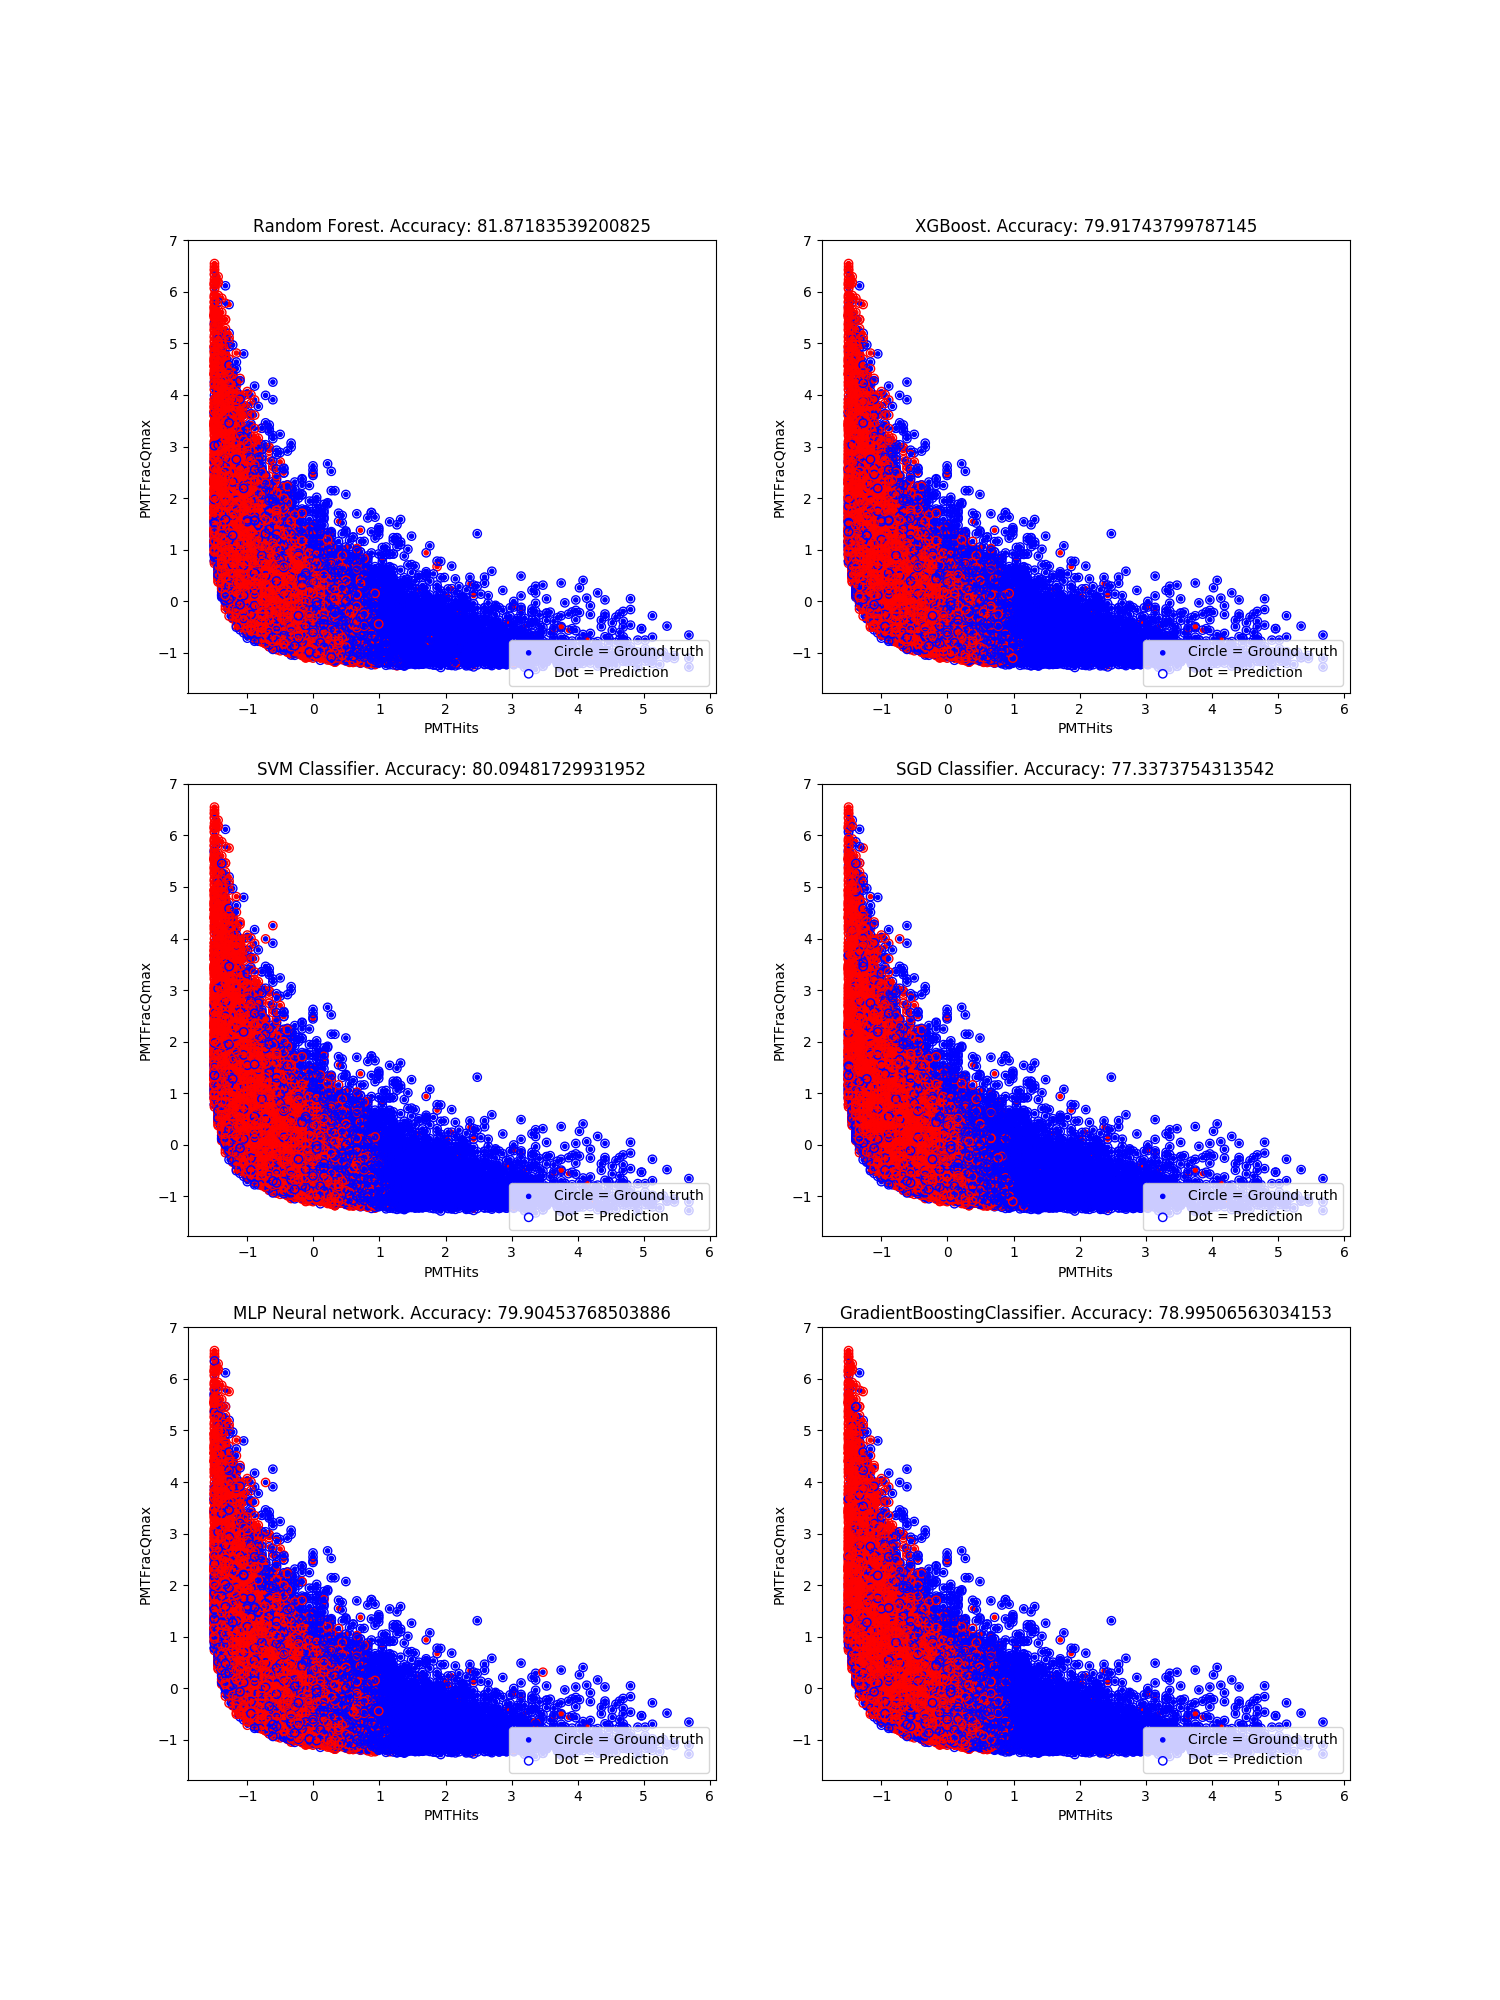 Random Forest. Accuracy: 81.87183539200825
7
6
5
4
3
2
1
0
−1
PMTFracQmax
Circle = Ground truth
Dot = Prediction
−1 0 1 2 3 4 5 6
PMTHits
XGBoost. Accuracy: 79.91743799787145
7
6
5
4
3
2
1
0
−1
PMTFracQmax
Circle = Ground truth
Dot = Prediction
−1 0 1 2 3 4 5 6
PMTHits
SVM Classifier. Accuracy: 80.09481729931952
7
6
5
4
3
2
1
0
−1
PMTFracQmax
Circle = Ground truth
Dot = Prediction
−1 0 1 2 3 4 5 6
PMTHits
SGD Classifier. Accuracy: 77.3373754313542
7
6
5
4
3
2
1
0
−1
PMTFracQmax
Circle = Ground truth
Dot = Prediction
−1 0 1 2 3 4 5 6
PMTHits
MLP Neural network. Accuracy: 79.90453768503886
7
6
5
4
3
2
1
0
−1
PMTFracQmax
Circle = Ground truth
Dot = Prediction
−1 0 1 2 3 4 5 6
PMTHits
GradientBoostingClassifier. Accuracy: 78.99506563034153
7
6
5
4
3
2
1
0
−1
PMTFracQmax
Circle = Ground truth
Dot = Prediction
−1 0 1 2 3 4 5 6
PMTHits